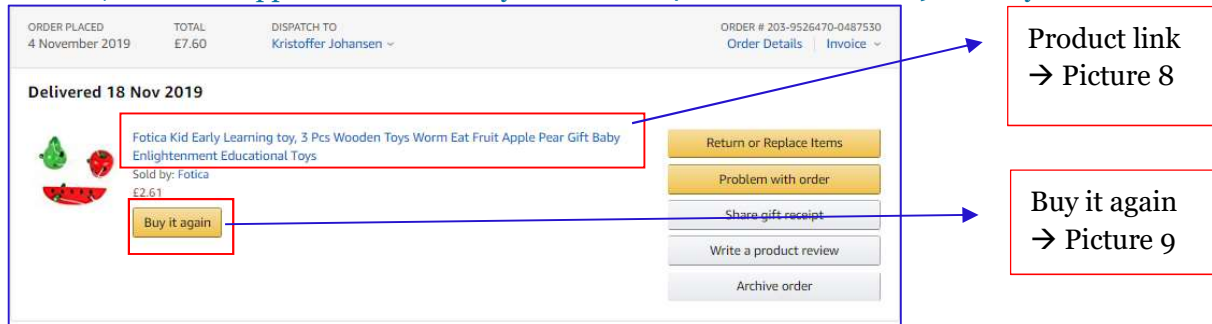 ORDER PLACED TOTAL DISPATCH TO ORDER # 203-9526470-0487530
4 November 2019 £7.60 Kristoffer Johansen Order Details Invoice
Delivered 18 Nov 2019
Fotica Kid Early Learning toy, 3 Pcs Wooden Toys Worm Eat Fruit Apple Pear Gift Baby
Enlightenment Educational Toys
Sold by: Fotica
£2.61
Buy it again
Return or Replace Items
Problem with order
Share gift receipt
Write a product review
Archive order
Product link
→ Picture 8
Buy it again
→ Picture 9